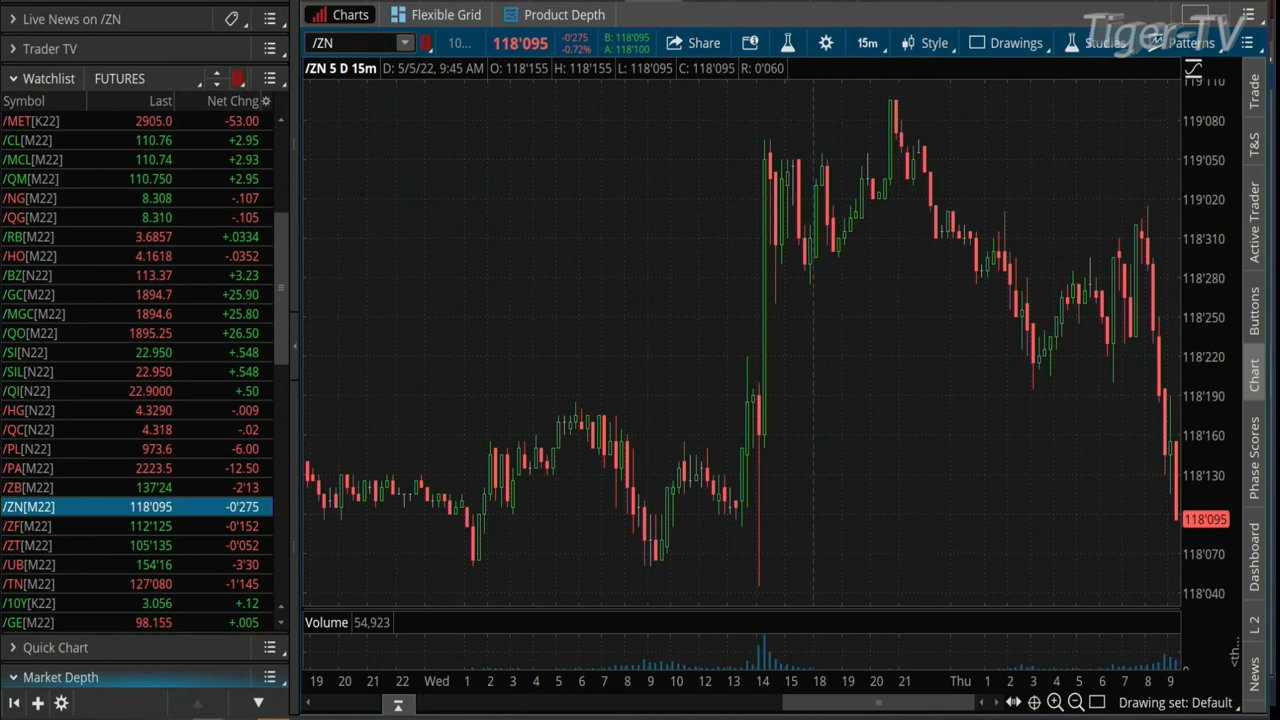 Live News on /ZN
Trader TV
Watchlist FUTURES
Symbol Last Net Chng
/MET[K22] 2905.0 -53.00
/CL[M22] 110.76 +2.95
/MCL[M22] 110.74 +2.93
/QM[M22] 110.750 +2.95
/NG[M22] 8.308 -.107
/QG[M22] 8.310 -.105
/RB[M22] 3.6857 +.0334
/HO[M22] 4.1618 -.0352
/BZ[N22] 113.37 +3.23
/GC[M22] 1894.7 +25.90
/MGC[M22] 1894.6 +25.80
/QO[M22] 1895.25 +26.50
/SI[N22] 22.950 +.548
/SIL[N22] 22.950 +.548
/QI[N22] 22.9000 +.50
/HG[N22] 4.3290 -.009
/QC[N22] 4.318 -.02
/PL[N22] 973.6 -6.00
/PA[M22] 2223.5 -12.50
/ZB[M22] 137'24 -2'13
/ZN[M22] 118'095 -0'275
/ZF[M22] 112'125 -0'152
/ZT[M22] 105'135 -0'052
/UB[M22] 154'16 -3'30
/TN[M22] 127'080 -1'145
/10Y[K22] 3.056 +.12
/GE[M22] 98.155 +.005
Quick Chart
Market Depth
Charts Flexible Grid Product Depth
/ZN 10... 118'095 -0'275 -0.72% B: 118'095 A: 118'100 Share 15m Style Drawings Studies Patterns
Tiger-TV
/ZN 5 D 15m D: 5/5/22, 9:45 AM O: 118'155 H: 118'155 L: 118'095 C: 118'095 R: 0'060
119'110
119'080
119'050
119'020
118'310
118'280
118'250
118'220
118'190
118'160
118'130
118'095
118'070
118'040
Volume 54,923
0
<th...
19 20 21 22 Wed 1 2 3 4 5 6 7 8 9 10 12 13 14 15 18 19 20 21 Thu 1 2 3 4 5 6 7 8 9
Drawing set: Default
Trade
T&S
Active Trader
Buttons
Chart
Phase Scores
Dashboard
L 2
News